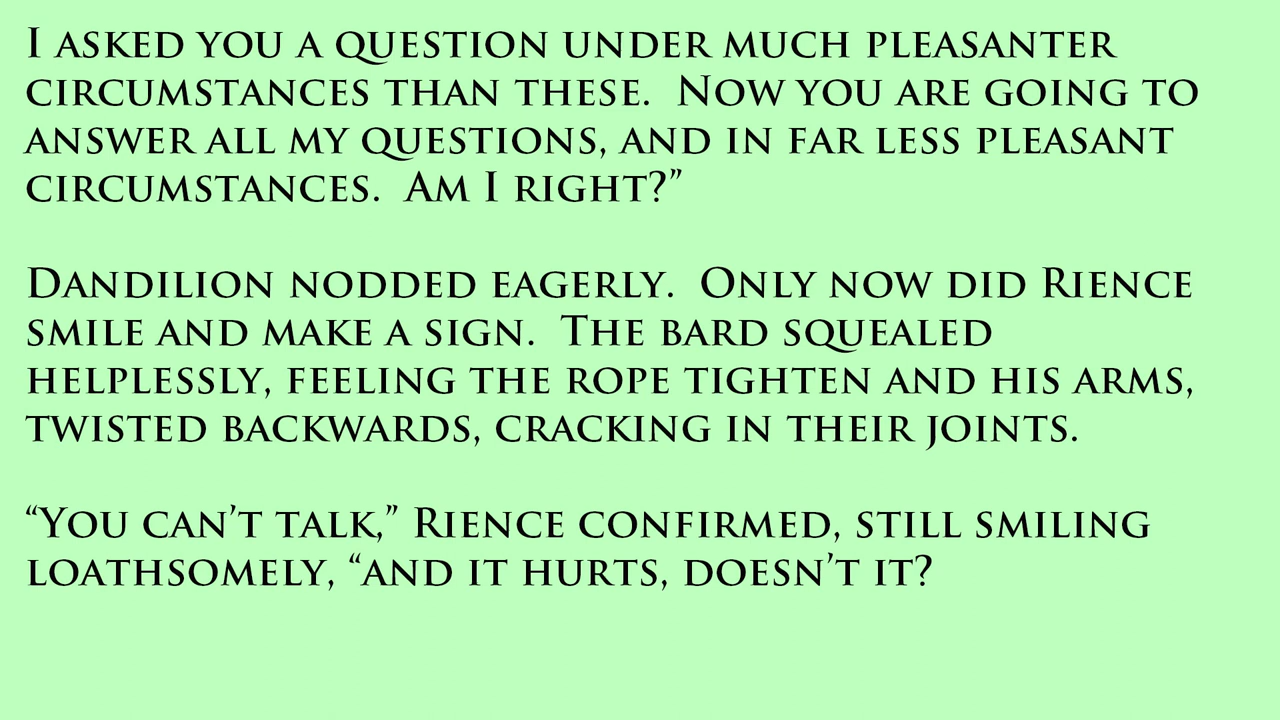 I asked you a question under much pleasanter
circumstances than these.  Now you are going to
answer all my questions, and in far less pleasant
circumstances.  Am I right?”
Dandilion nodded eagerly.  Only now did Rience
smile and make a sign.  The bard squealed
helplessly, feeling the rope tighten and his arms,
twisted backwards, cracking in their joints.
“You can’t talk,” Rience confirmed, still smiling
loathsomely, “and it hurts, doesn’t it?